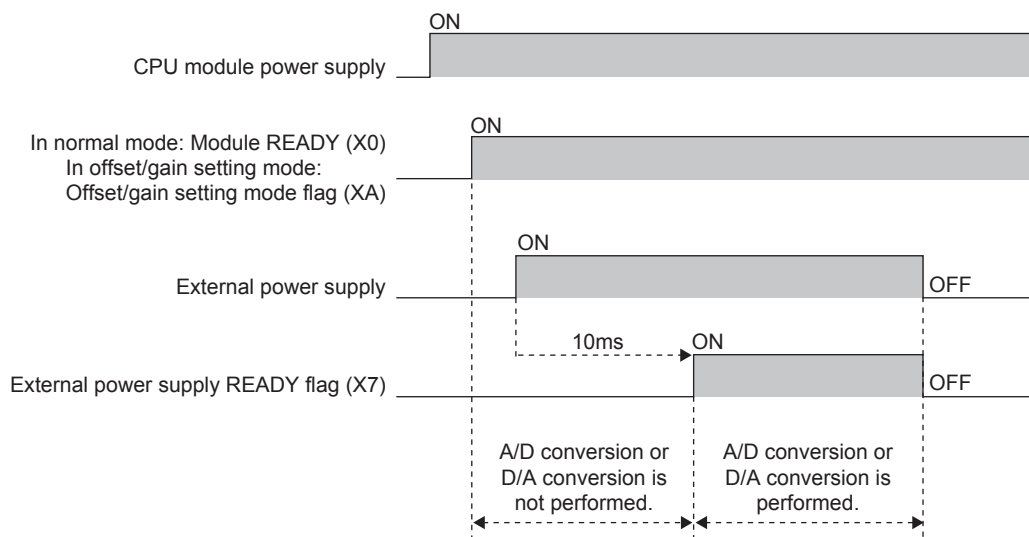 ON
CPU module power supply
ON
In normal mode: Module READY (X0)
In offset/gain setting mode:
Offset/gain setting mode flag (XA)
ON
External power supply
OFF
10ms
ON
External power supply READY flag (X7)
OFF
A/D conversion or
D/A conversion is
not performed.
A/D conversion or
D/A conversion is
performed.